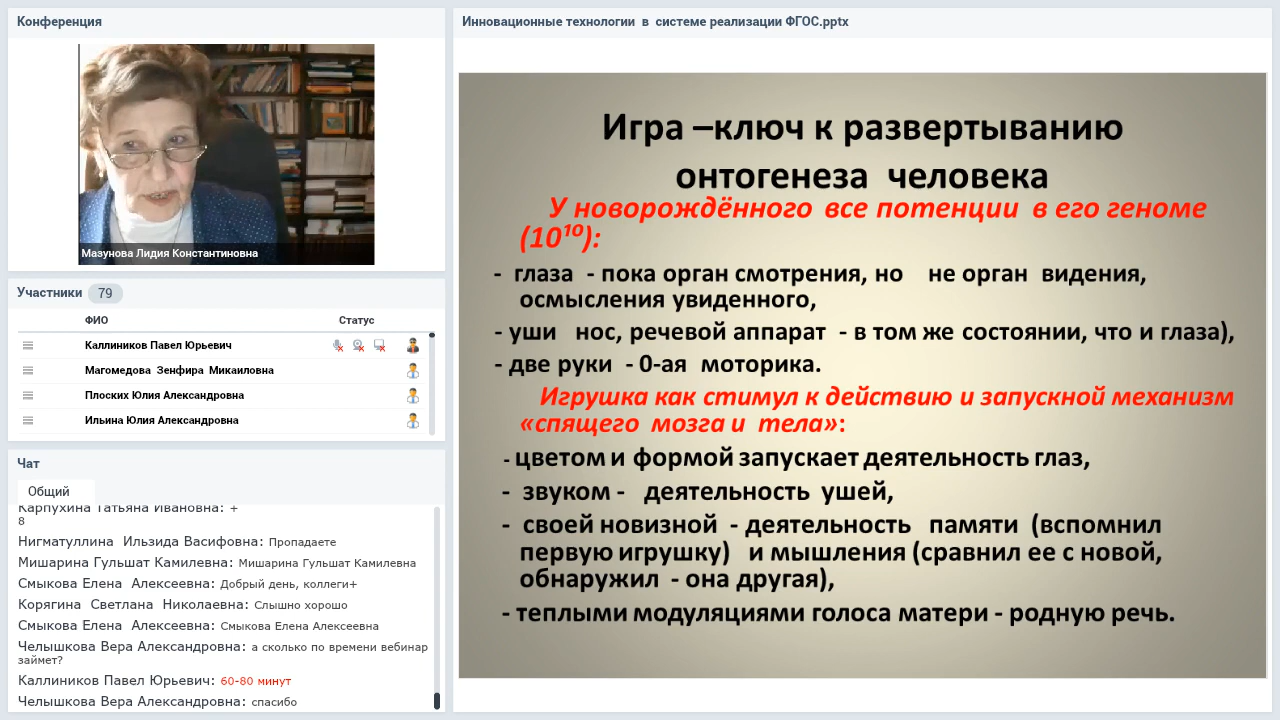 Конференция
Мазунова Лидия Константиновна
Участники 79
ФИО Статус
Каллиников Павел Юрьевич
Магомедова Зенфира Микаиловна
Плоских Юлия Александровна
Ильина Юлия Александровна
Чат
Общий
Карпухина Татьяна Ивановна: +
8
Нигматуллина Ильзида Васифовна: Пропадаете
Мишарина Гульшат Камилевна: Мишарина Гульшат Камилевна
Смыкова Елена Алексеевна: Добрый день, коллеги+
Корягина Светлана Николаевна: Слышно хорошо
Смыкова Елена Алексеевна: Смыкова Елена Алексеевна
Челышкова Вера Александровна: а сколько по времени вебинар
займет?
Каллиников Павел Юрьевич: 60-80 минут
Челышкова Вера Александровна: спасибо
Инновационные технологии в системе реализации ФГОС.pptx
Игра –ключ к развертыванию
онтогенеза человека
У новорождённого все потенции в его геноме
(10¹⁰):
- глаза - пока орган смотрения, но не орган видения,
осмысления увиденного,
- уши нос, речевой аппарат - в том же состоянии, что и глаза),
- две руки - 0-ая моторика.
Игрушка как стимул к действию и запускной механизм
«спящего мозга и тела»:
- цветом и формой запускает деятельность глаз,
- звуком - деятельность ушей,
- своей новизной - деятельность памяти (вспомнил
первую игрушку) и мышления (сравнил ее с новой,
обнаружил - она другая),
- теплыми модуляциями голоса матери - родную речь.